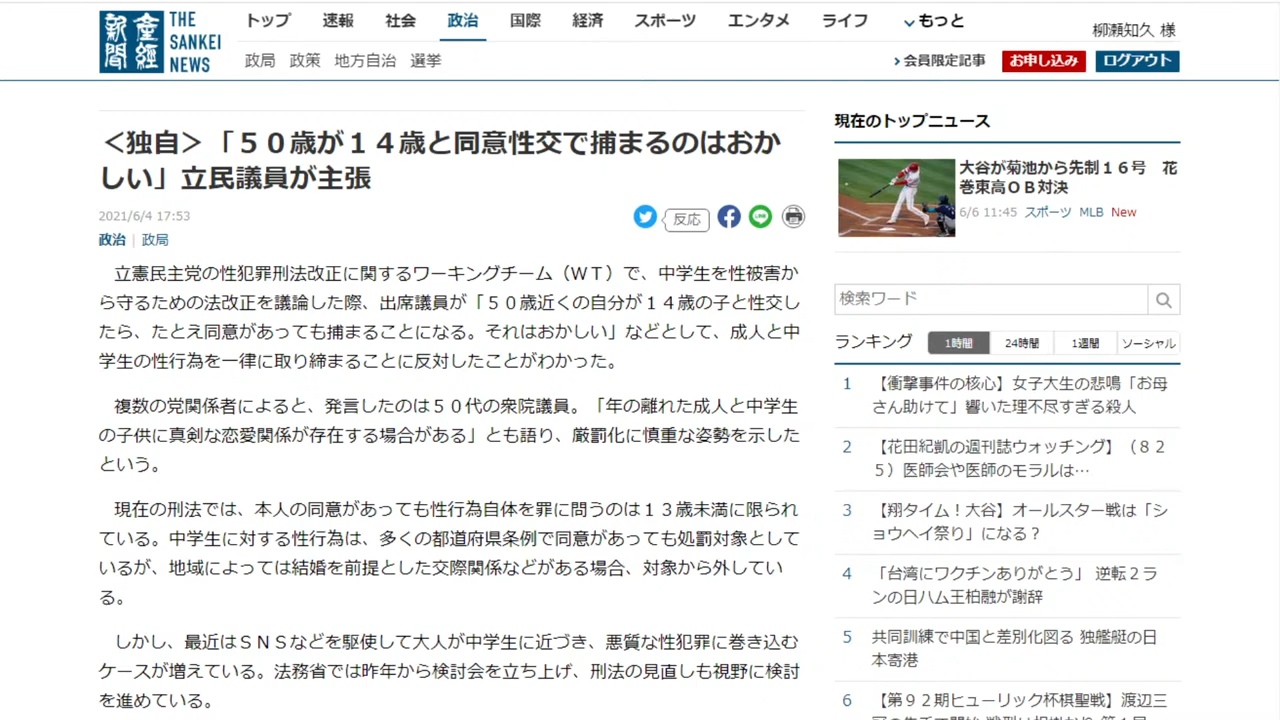 新聞 産經
THE
SANKEI
NEWS
トップ 速報 社会 政治 国際 経済 スポーツ エンタメ ライフ もっと
柳瀬知久 様
政局 政策 地方自治 選挙
会員限定記事 お申し込み ログアウト
＜独自＞「５０歳が１４歳と同意性交で捕まるのはおか
しい」立民議員が主張
2021/6/4 17:53
反応
政治 | 政局
立憲民主党の性犯罪刑法改正に関するワーキングチーム（ＷＴ）で、中学生を性被害か
ら守るための法改正を議論した際、出席議員が「５０歳近くの自分が１４歳の子と性交し
たら、たとえ同意があっても捕まることになる。それはおかしい」などとして、成人と中
学生の性行為を一律に取り締まることに反対したことがわかった。
複数の党関係者によると、発言したのは５０代の衆院議員。「年の離れた成人と中学生
の子供に真剣な恋愛関係が存在する場合がある」とも語り、厳罰化に慎重な姿勢を示した
という。
現在の刑法では、本人の同意があっても性行為自体を罪に問うのは１３歳未満に限られ
ている。中学生に対する性行為は、多くの都道府県条例で同意があっても処罰対象として
いるが、地域によっては結婚を前提とした交際関係などがある場合、対象から外してい
る。
しかし、最近はＳＮＳなどを駆使して大人が中学生に近づき、悪質な性犯罪に巻き込む
ケースが増えている。法務省では昨年から検討会を立ち上げ、刑法の見直しも視野に検討
を進めている。
現在のトップニュース
大谷が菊池から先制１６号　花
巻東高ＯＢ対決
6/6 11:45 スポーツ MLB New
検索ワード
ランキング 1時間 24時間 1週間 ソーシャル
1 【衝撃事件の核心】女子大生の悲鳴「お母
さん助けて」響いた理不尽すぎる殺人
2 【花田紀凱の週刊誌ウォッチング】（８２
５）医師会や医師のモラルは…
3 【翔タイム！大谷】オールスター戦は「シ
ョウヘイ祭り」になる？
4 「台湾にワクチンありがとう」 逆転２ラ
ンの日ハム王柏融が謝辞
5 共同訓練で中国と差別化図る 独艦艇の日
本寄港
6 【第９２期ヒューリック杯棋聖戦】渡辺三